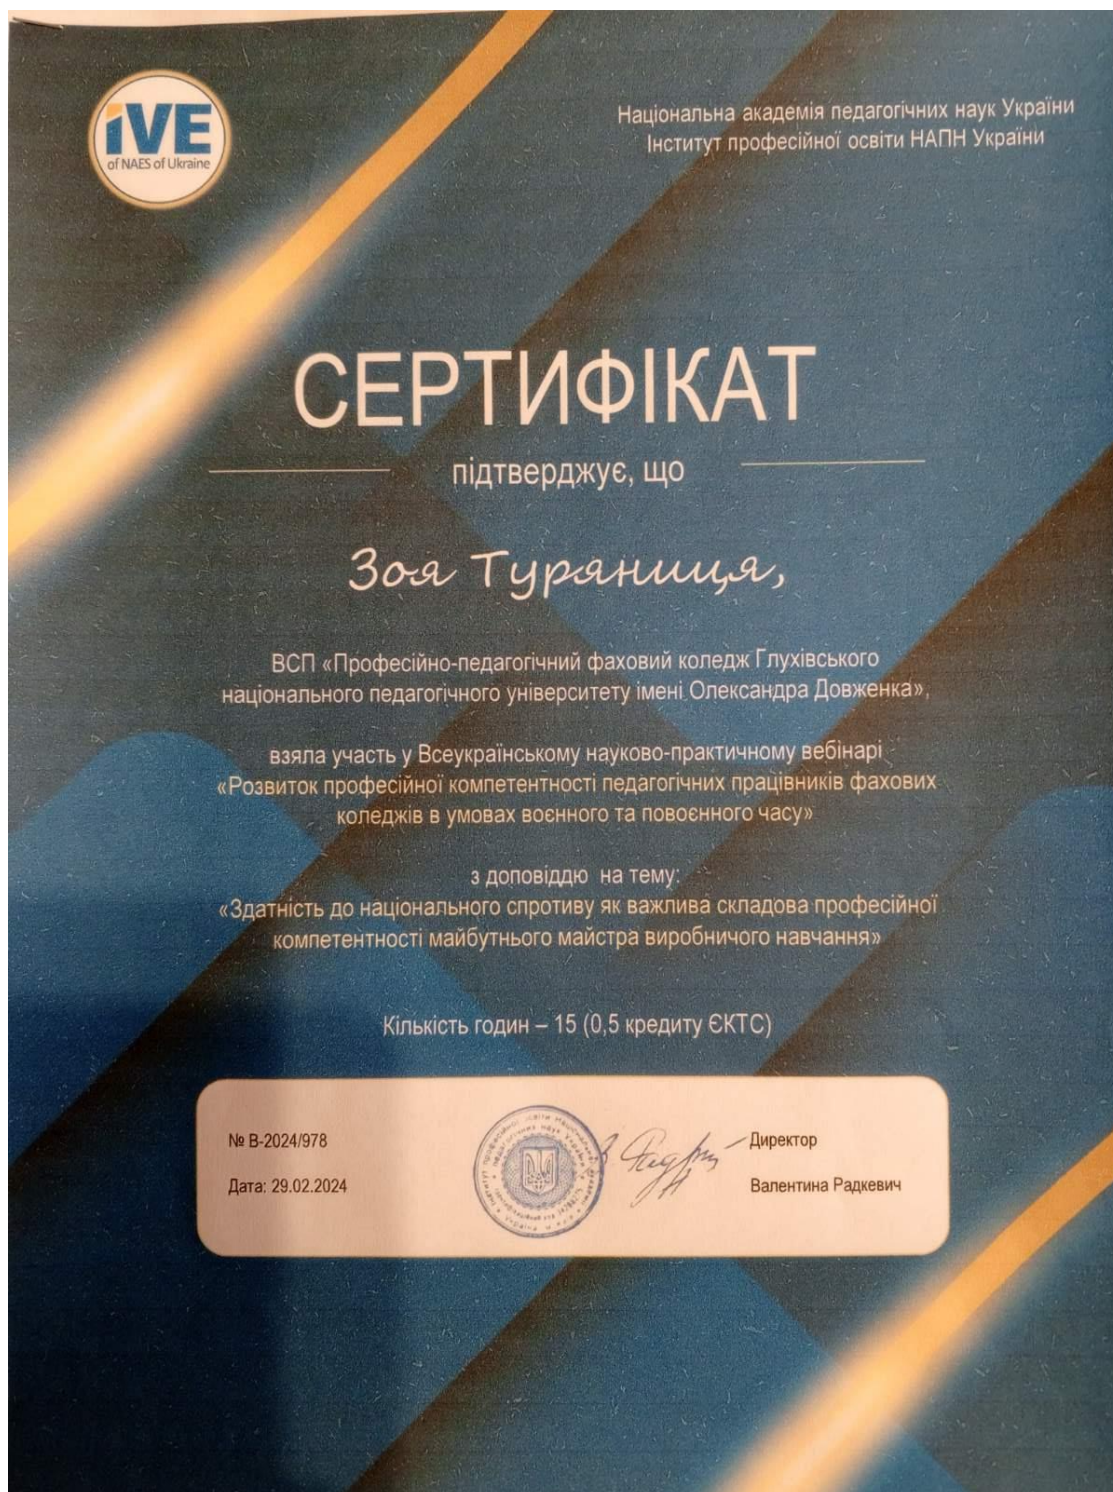 iVE
of NAES of Ukraine
Національна академія педагогічних наук України
Інститут професійної освіти НАПН України
СЕРТИФІКАТ
підтверджує, що
Зоя Туряниця,
ВСП «Професійно-педагогічний фаховий коледж Глухівського
національного педагогічного університету імені Олександра Довженка»,
взяла участь у Всеукраїнському науково-практичному вебінарі
«Розвиток професійної компетентності педагогічних працівників фахових
коледжів в умовах воєнного та повоєнного часу»
з доповіддю на тему:
«Здатність до національного спротиву як важлива складова професійної
компетентності майбутнього майстра виробничого навчання»
Кількість годин – 15 (0,5 кредиту ЄКТС)
№ В-2024/978
Дата: 29.02.2024
Директор
Валентина Радкевич